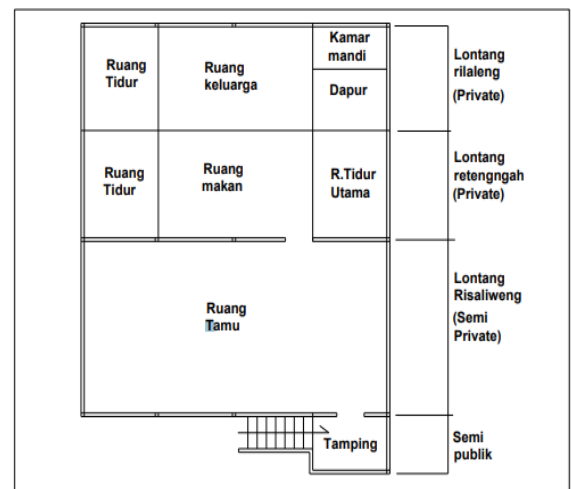 Kamar
mandi
Ruang
Tidur
Ruang
keluarga
Dapur
Lontang
rilaleng
(Private)
Ruang
Tidur
Ruang
makan
R.Tidur
Utama
Lontang
retengngah
(Private)
Ruang
Tamu
Lontang
Risaliweng
(Semi
Private)
Tamping
Semi
publik